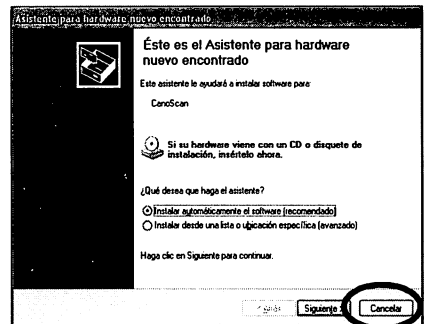 Asistente para hardware nuevo encontrado
Éste es el Asistente para hardware
nuevo encontrado
Este asistente le ayudará a instalar software para:
CanoScan
Si su hardware viene con un CD o disquete de
instalación, insértelo ahora.
¿Qué desea que haga el asistente?
Instalar automáticamente el software (recomendado)
Instalar desde una lista o ubicación específica (avanzado)
Haga clic en Siguiente para continuar.
< Atrás
Siguiente >
Cancelar